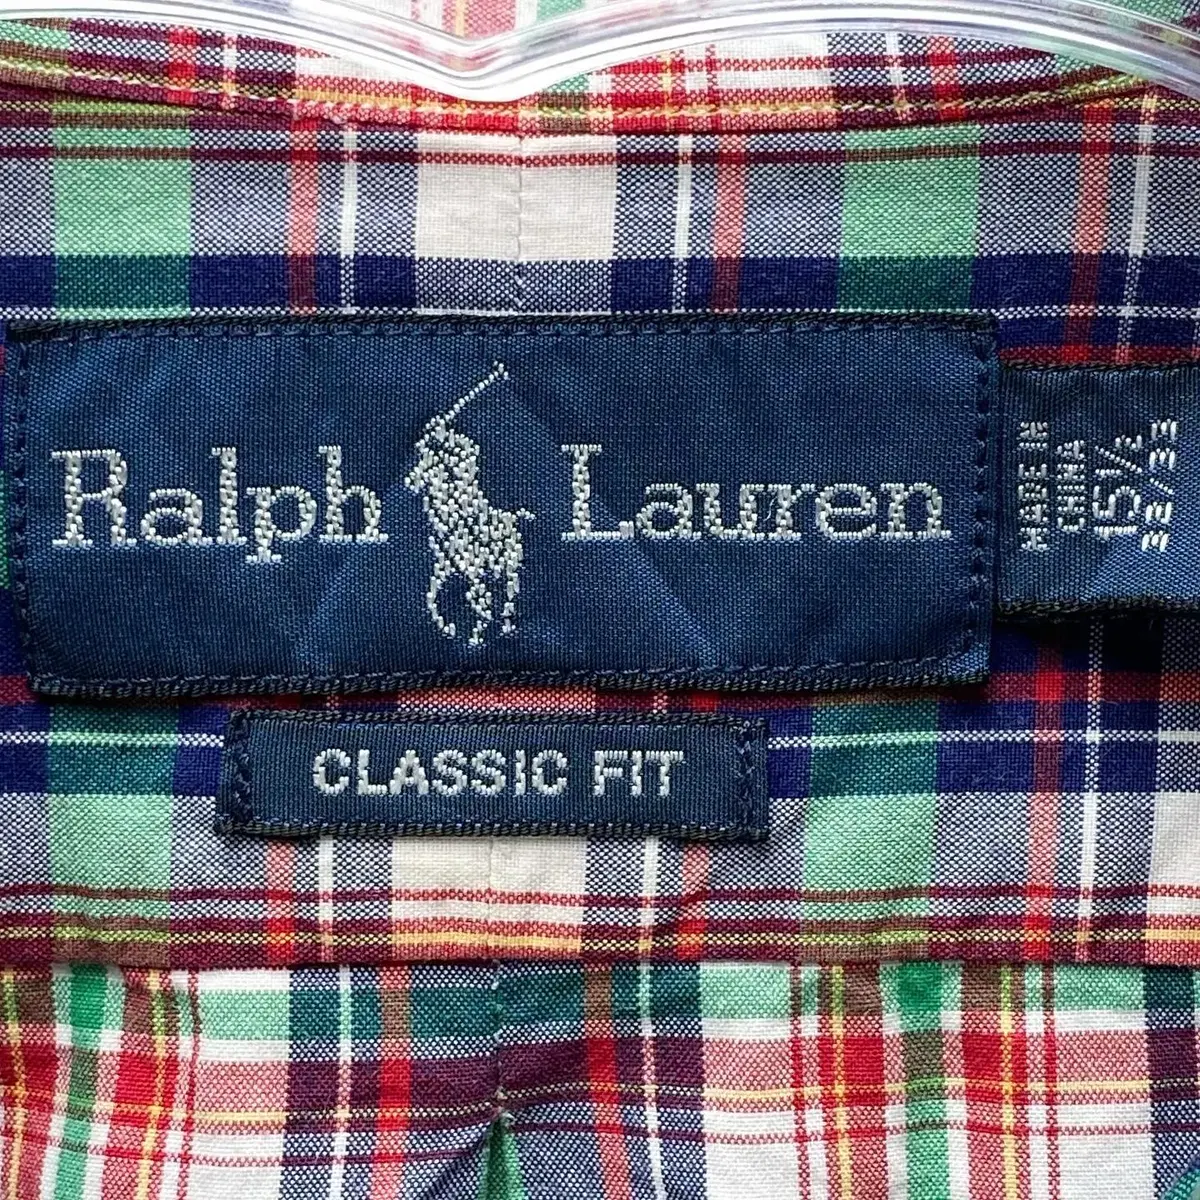 Ralph Lauren
CLASSIC FIT
MADE IN
CHINA
15½
32/33